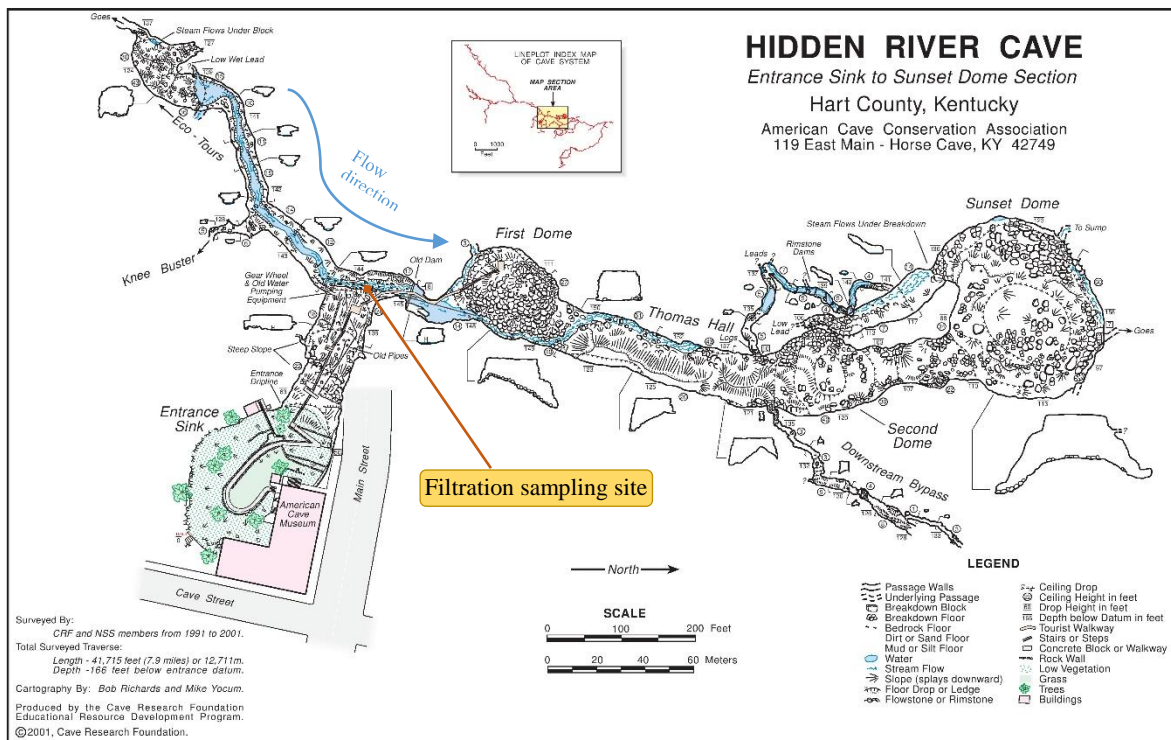 HIDDEN RIVER CAVE
Entrance Sink to Sunset Dome Section
Hart County, Kentucky
American Cave Conservation Association
119 East Main - Horse Cave, KY 42749
LINEPLOT INDEX MAP
OF CAVE SYSTEM
MAP SECTION
AREA
0 1000
Feet
Goes
Steam Flows Under Block
Low Wet Lead
Eco - Tours
Flow
direction
Knee Buster
Gear Wheel
& Old Water
Pumping
Equipment
Old Dam
First Dome
Steep Slope
Old Pipes
Entrance
Dripline
Entrance
Sink
Main Street
American
Cave
Museum
Cave Street
Filtration sampling site
Thomas Hall
Logs
Leads
Rimstone
Dams
Low
Lead
Steam Flows Under Breakdown
Sunset Dome
To Sump
Goes
Second
Dome
Downstream Bypass
North
SCALE
0 100 200 Feet
0 20 40 60 Meters
Surveyed By:
CRF and NSS members from 1991 to 2001.
Total Surveyed Traverse:
Length - 41,715 feet (7.9 miles) or 12,711m.
Depth -166 feet below entrance datum.
Cartography By: Bob Richards and Mike Yocum.
Produced by the Cave Research Foundation
Educational Resource Development Program.
©2001, Cave Research Foundation.
LEGEND
Passage Walls
Underlying Passage
Breakdown Block
Breakdown Floor
Bedrock Floor
Dirt or Sand Floor
Mud or Silt Floor
Water
Stream Flow
Slope (splays downward)
Floor Drop or Ledge
Flowstone or Rimstone
Ceiling Drop
Ceiling Height in feet
Drop Height in feet
Depth below Datum in feet
Tourist Walkway
Stairs or Steps
Concrete Block or Walkway
Rock Wall
Low Vegetation
Grass
Trees
Buildings